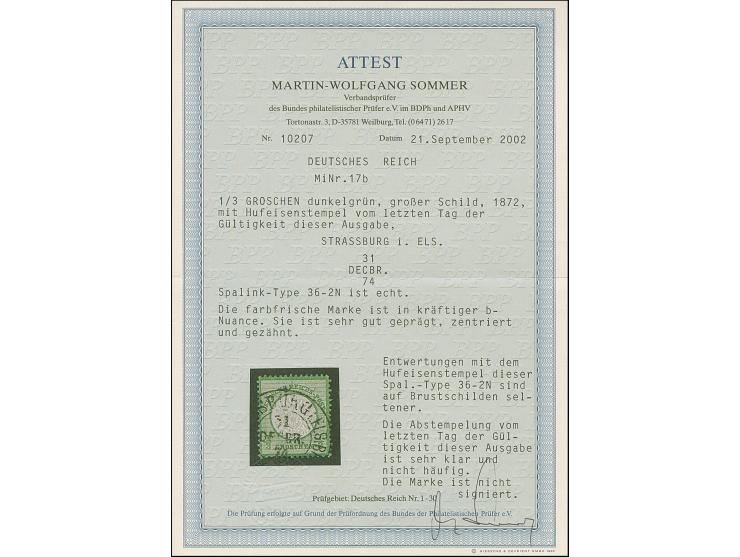 ATTEST
MARTIN-WOLFGANG SOMMER
Verbandsprüfer
des Bundes philatelistischer Prüfer e.V. im BDPh und APHV
Tortonastr. 3, D-35781 Weilburg, Tel. (06471) 2617
Nr. 10207 Datum 21.September 2002
DEUTSCHES REICH
MiNr.17b
1/3 GROSCHEN dunkelgrün, großer Schild, 1872,
mit Hufeisenstempel vom letzten Tag der
Gültigkeit dieser Ausgabe,
STRASSBURG i. ELS.
31
DECBR.
74
Spalink-Type 36-2N ist echt.
Die farbfrische Marke ist in kräftiger b-
Nuance. Sie ist sehr gut geprägt, zentriert
und gezähnt.
Entwertungen mit dem
Hufeisenstempel dieser
Spal.-Type 36-2N sind
auf Brustschilden sel-
tener.
Die Abstempelung vom
letzten Tag der Gül-
tigkeit dieser Ausgabe
ist sehr klar und
nicht häufig.
Die Marke ist nicht
signiert.
Prüfgebiet: Deutsches Reich Nr. 1-30
Die Prüfung erfolgte auf Grund der Prüfordnung des Bundes der Philatelistischen Prüfer e.V.